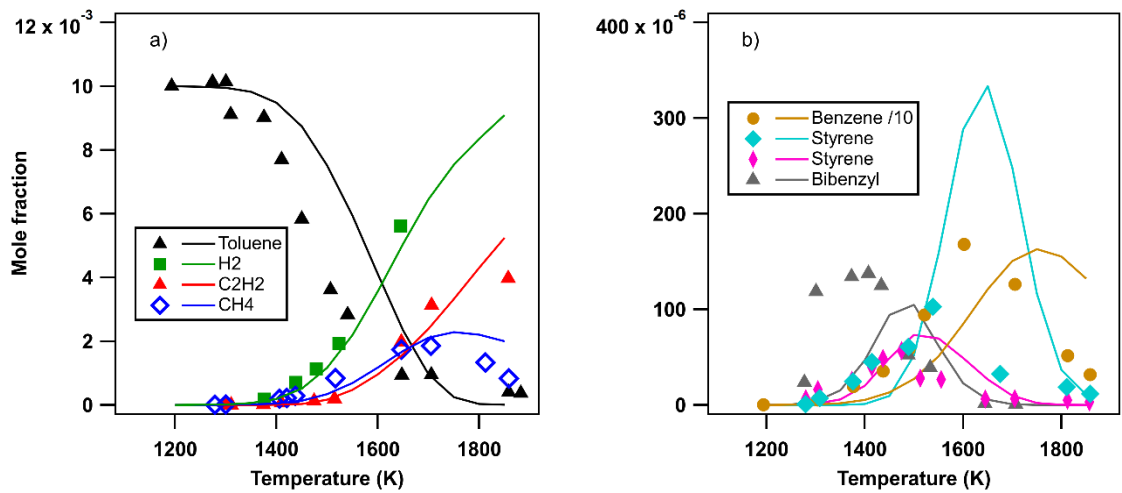 12 x 10-3
a)
10
8
6
4
2
0
Mole fraction
Toluene
H2
C2H2
CH4
1200
1400
1600
1800
Temperature (K)
400 x 10-6
b)
300
200
100
0
Benzene /10
Styrene
Styrene
Bibenzyl
1200
1400
1600
1800
Temperature (K)